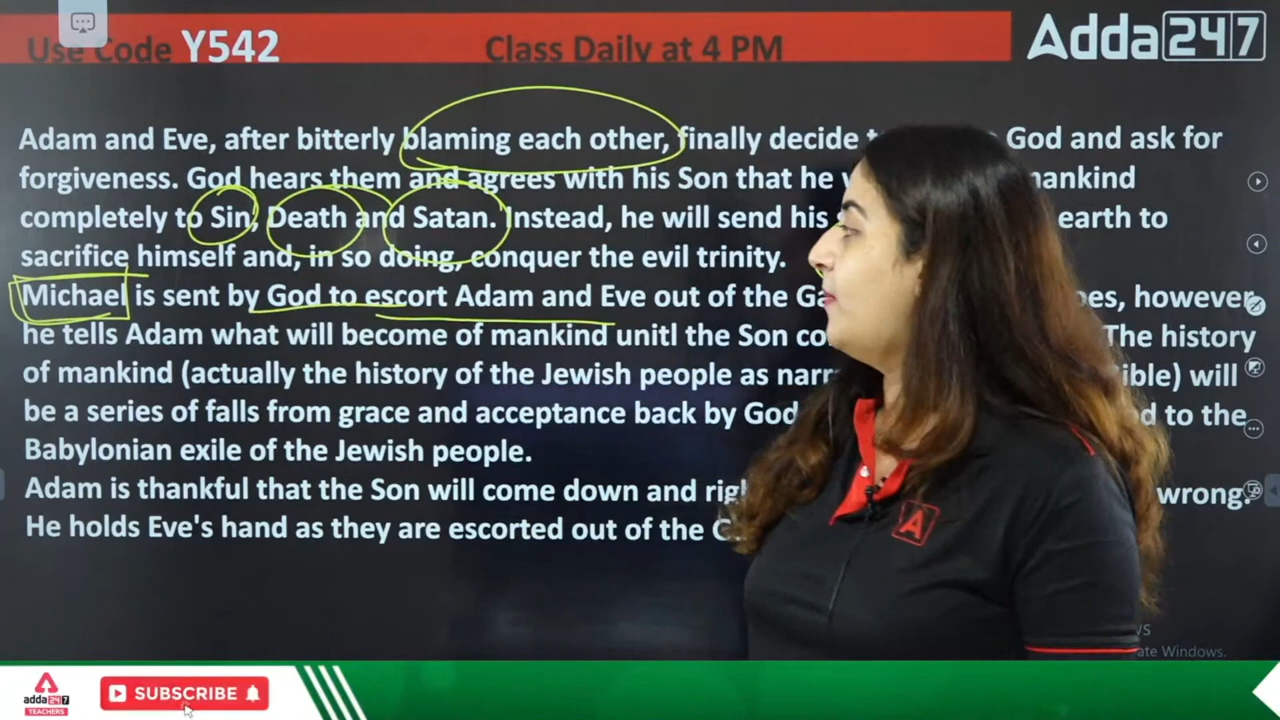 Use Code Y542 Class Daily at 4 PM Adda247
Adam and Eve, after bitterly blaming each other, finally decide God and ask for
forgiveness. God hears them and agrees with his Son that he mankind
completely to Sin, Death and Satan. Instead, he will send his earth to
sacrifice himself and, in so doing, conquer the evil trinity.
Michael is sent by God to escort Adam and Eve out of the however
he tells Adam what will become of mankind unitl the Son The history
of mankind (actually the history of the Jewish people as will
be a series of falls from grace and acceptance back by God to the
Babylonian exile of the Jewish people.
Adam is thankful that the Son will come down and wrong.
He holds Eve's hand as they are escorted out of the
A
ate Windows.
adda247
TEACHERS
SUBSCRIBE